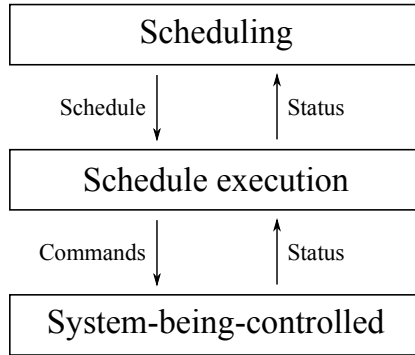 Scheduling
Schedule
Status
Schedule execution
Commands
Status
System-being-controlled